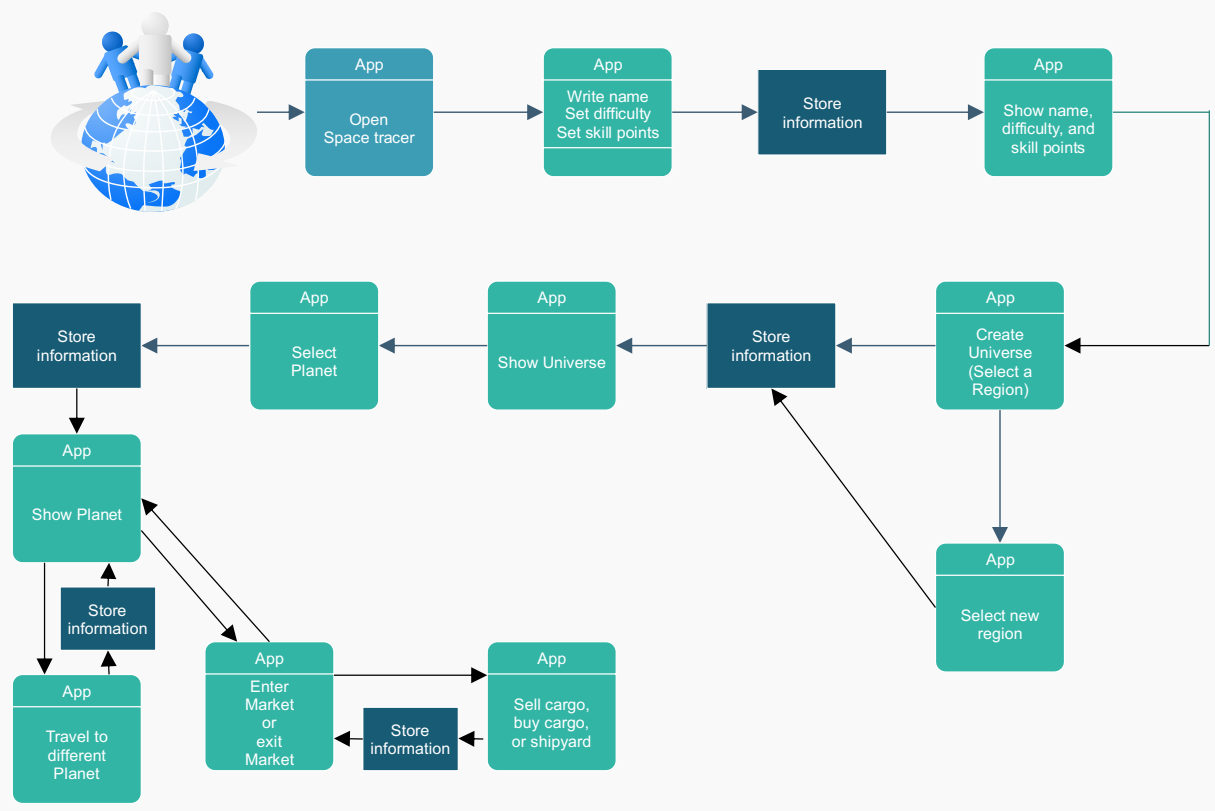 App
Open
Space tracer
App
Write name
Set difficulty
Set skill points
Store
information
App
Show name,
difficulty, and
skill points
Store
information
App
Select
Planet
App
Show Universe
Store
information
App
Create
Universe
(Select a
Region)
App
Show Planet
Store
information
App
Travel to
different
Planet
App
Enter
Market
or
exit
Market
Store
information
App
Sell cargo,
buy cargo,
or shipyard
App
Select new
region